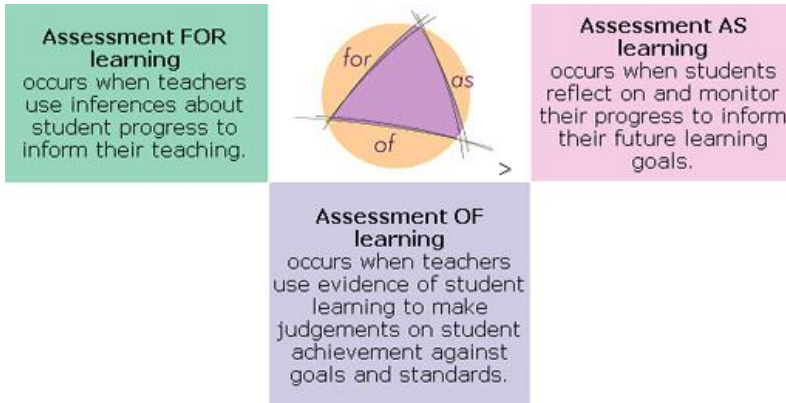 Assessment FOR
learning
occurs when teachers
use inferences about
student progress to
inform their teaching.
for
as
of
>
Assessment AS
learning
occurs when students
reflect on and monitor
their progress to inform
their future learning
goals.
Assessment OF
learning
occurs when teachers
use evidence of student
learning to make
judgements on student
achievement against
goals and standards.